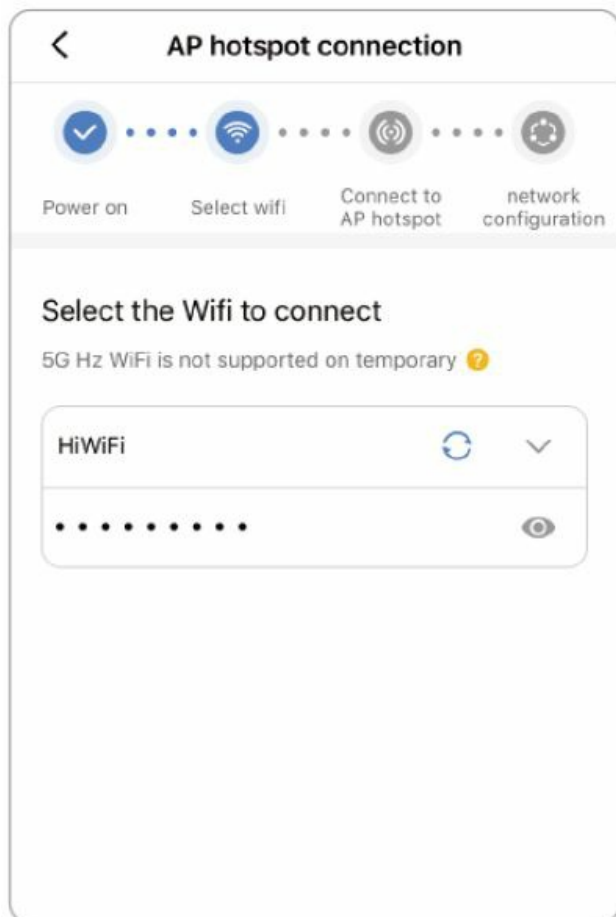 AP hotspot connection
Power on
Select wifi
Connect to
AP hotspot
network
configuration
Select the Wifi to connect
5G Hz WiFi is not supported on temporary ?
HiWiFi
• • • • • • • • •